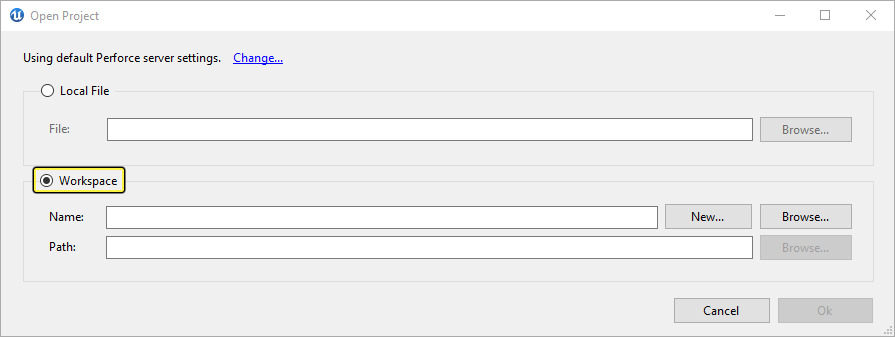 Open Project
Using default Perforce server settings. Change...
Local File
File: Browse...
Workspace
Name: New... Browse...
Path: Browse...
Cancel Ok